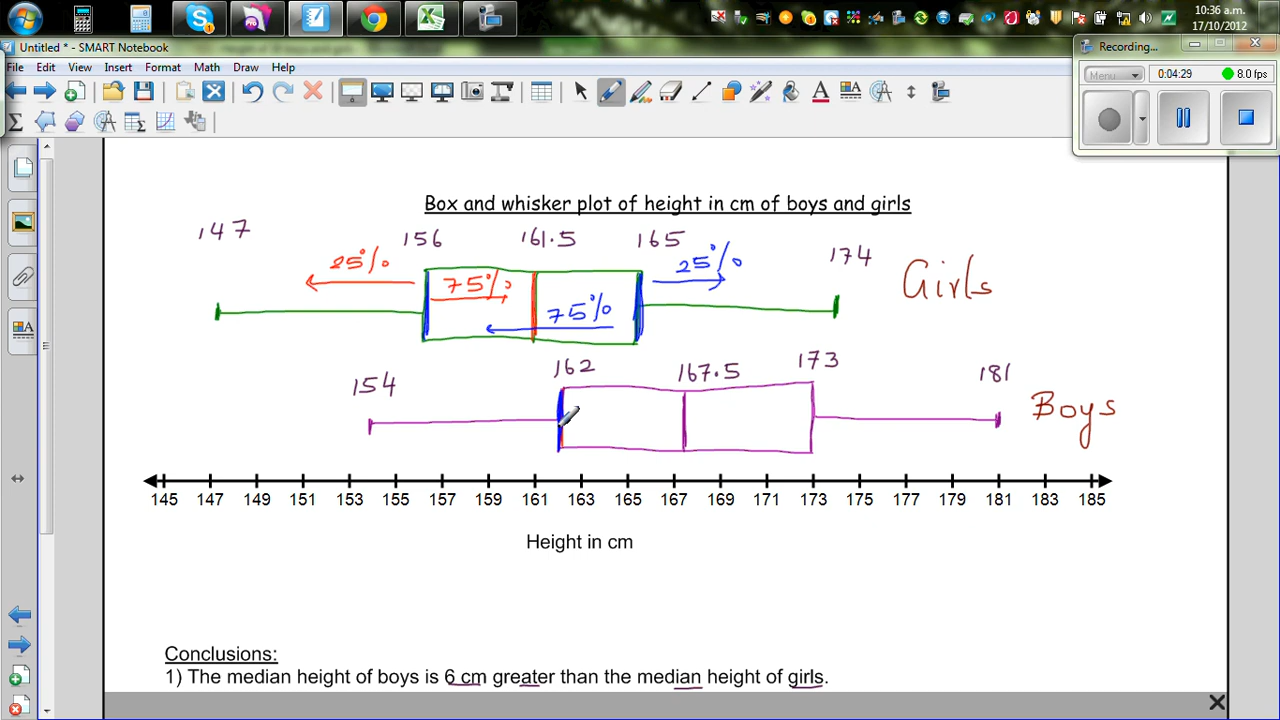 10:36 a.m.
17/10/2012
Untitled * - SMART Notebook
Recording...
File Edit View Insert Format Math Draw Help
Menu 0:04:29 8.0 fps
Box and whisker plot of height in cm of boys and girls
147 156 161.5 165 174
25% 75% 75% 25% Girls
154 162 167.5 173 181 Boys
145 147 149 151 153 155 157 159 161 163 165 167 169 171 173 175 177 179 181 183 185
Height in cm
Conclusions:
1) The median height of boys is 6 cm greater than the median height of girls.